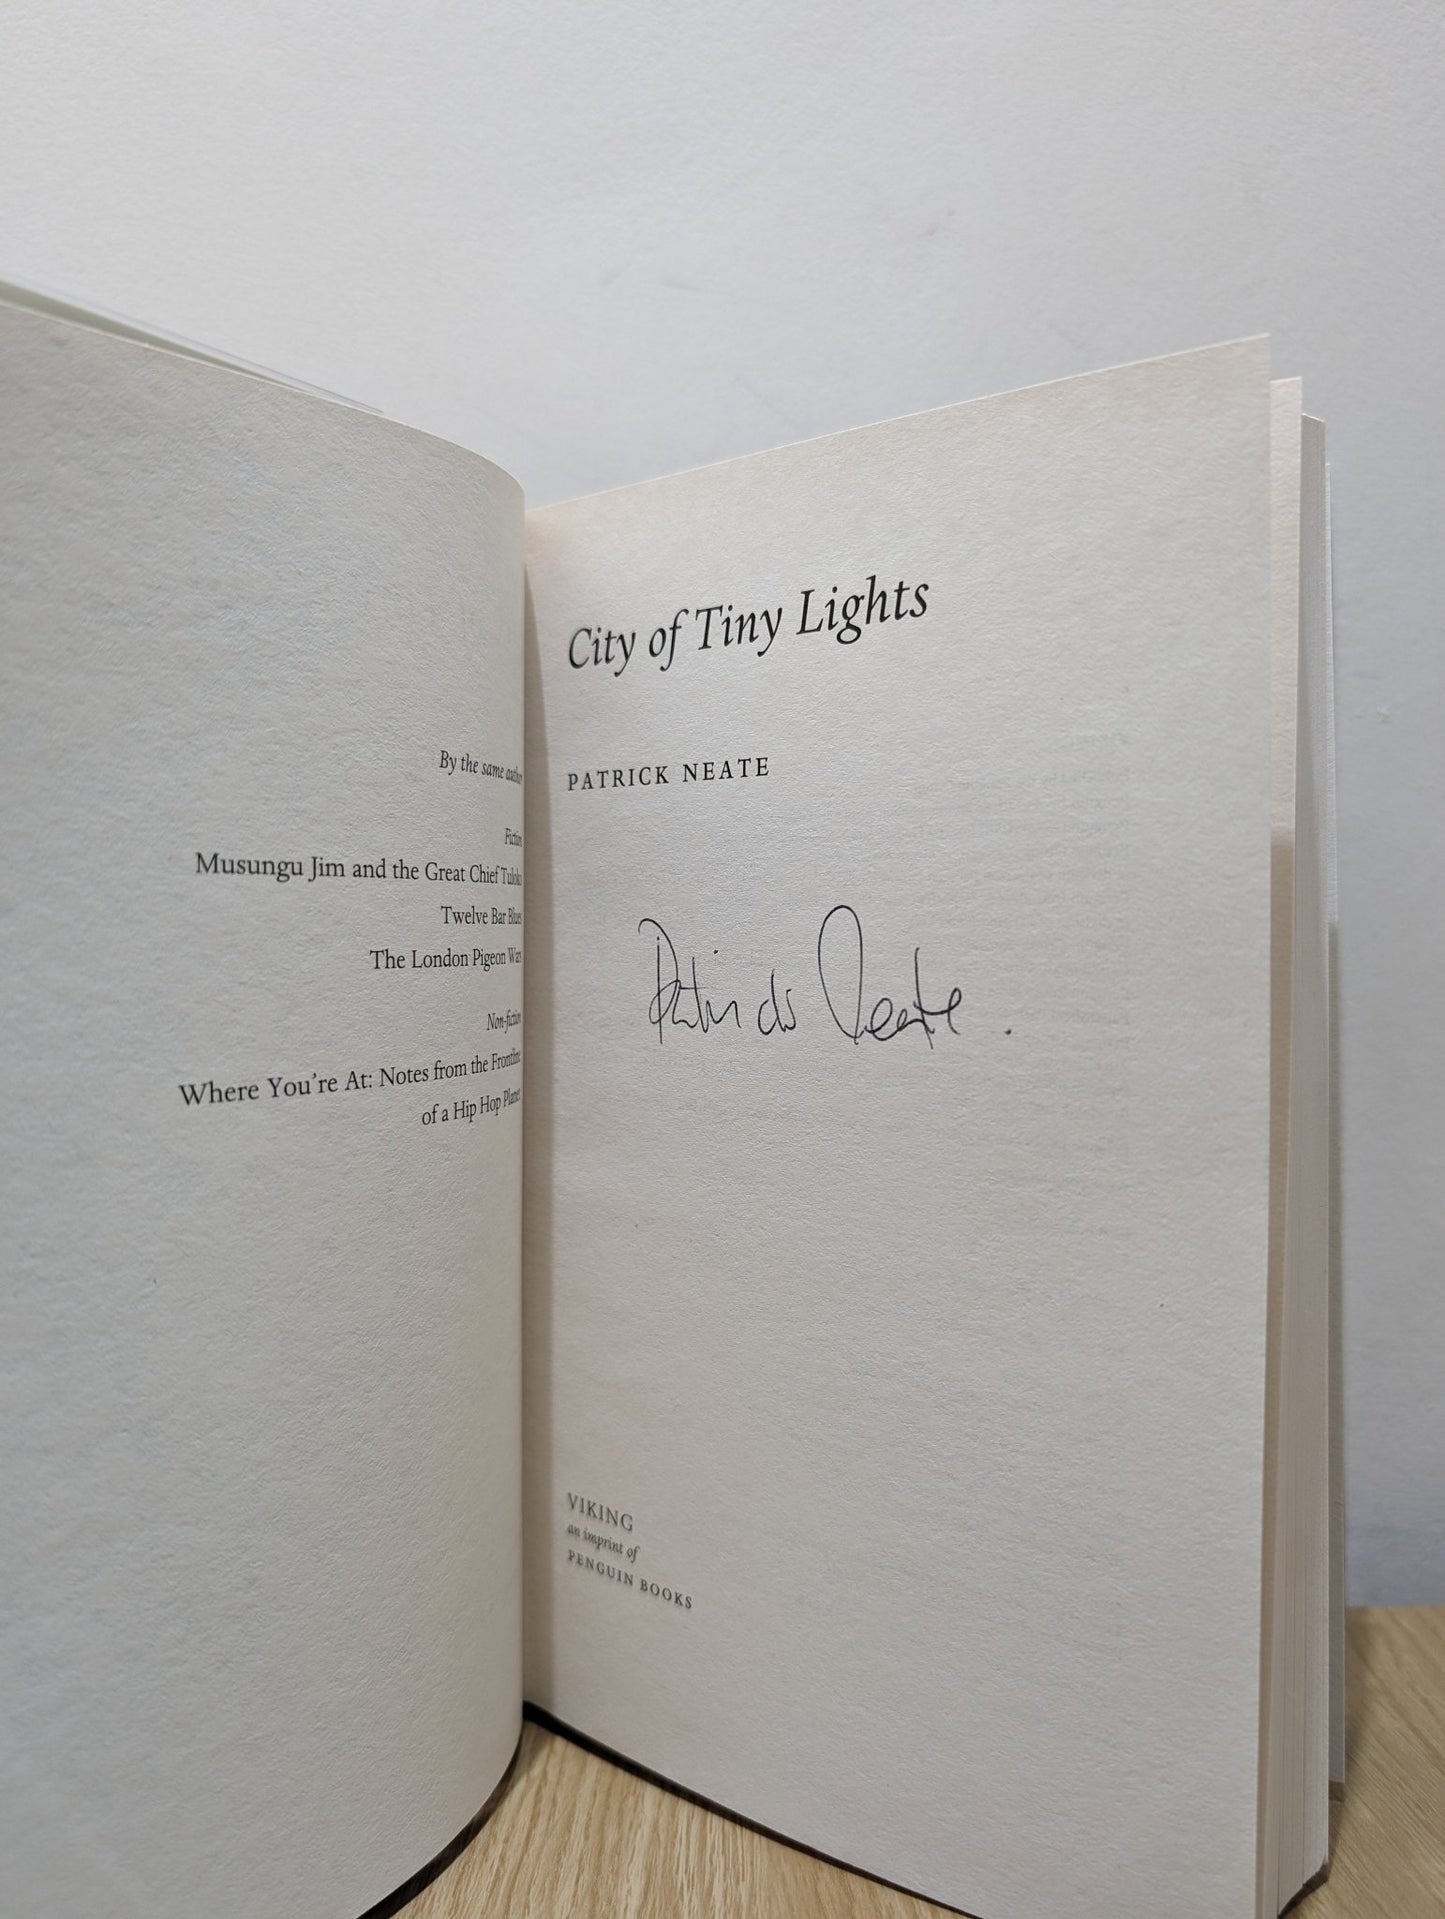 By the same author
Fiction
Musungu Jim and the Great Chief Tuloko
Twelve Bar Blues
The London Pigeon Wars
Non-fiction
Where You're At: Notes from the Frontline
of a Hip Hop Planet
City of Tiny Lights
PATRICK NEATE
Patrick Neate.
VIKING
an imprint of
PENGUIN BOOKS